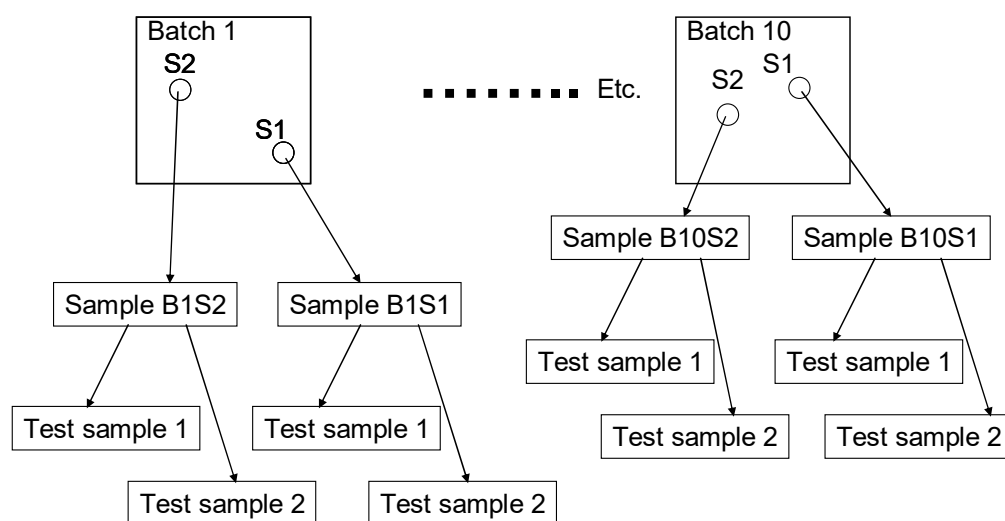 Batch 1
S2
S1
Etc.
Batch 10
S1
S2
Sample B10S2
Sample B10S1
Sample B1S2
Sample B1S1
Test sample 1
Test sample 1
Test sample 1
Test sample 1
Test sample 2
Test sample 2
Test sample 2
Test sample 2